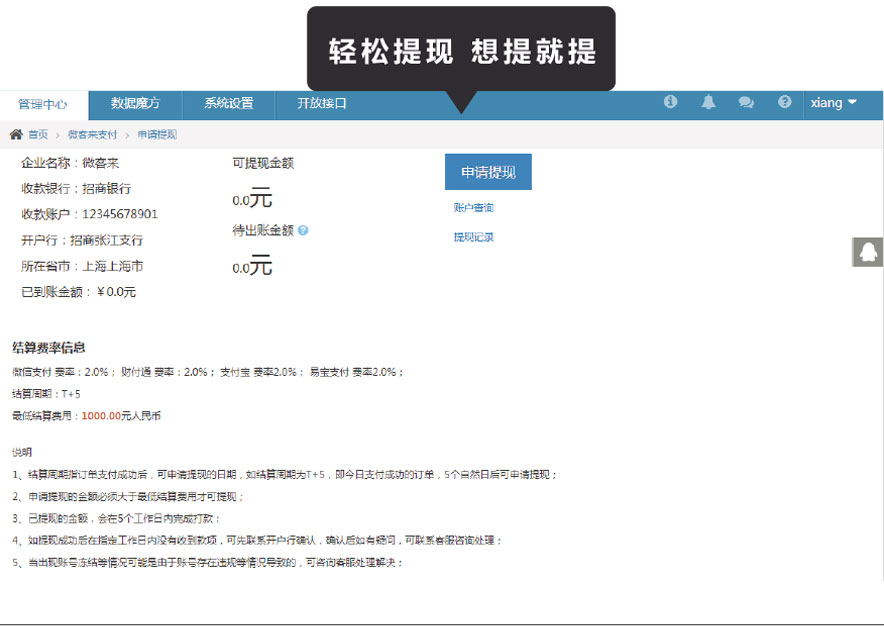 轻松提现 想提就提
管理中心 数据魔方 系统设置 开放接口 xiang
首页 > 微客来支付 > 申请提现
企业名称：微客来 可提现金额 申请提现
收款银行：招商银行 0.0元
收款账户：12345678901 账户查询
开户行：招商张江支行 待出账金额 提现记录
所在省市：上海上海市 0.0元
已到账金额：￥0.0元
结算费率信息
微信支付 费率：2.0%； 财付通 费率：2.0%； 支付宝 费率2.0%； 易宝支付 费率2.0%；
结算周期：T+5
最低结算费用：1000.00元人民币
说明
1、结算周期指订单支付成功后，可申请提现的日期，如结算周期为T+5，即今日支付成功的订单，5个自然日后可申请提现；
2、申请提现的金额必须大于最低结算费用才可提现；
3、已提现的金额，会在5个工作日内完成打款；
4、如提现成功后在指定工作日内没有收到款项，可先联系开户行确认，确认后如有疑问，可联系客服咨询处理；
5、当出现账号冻结等情况可能是由于账号存在违规等情况导致的，可咨询客服处理解决；